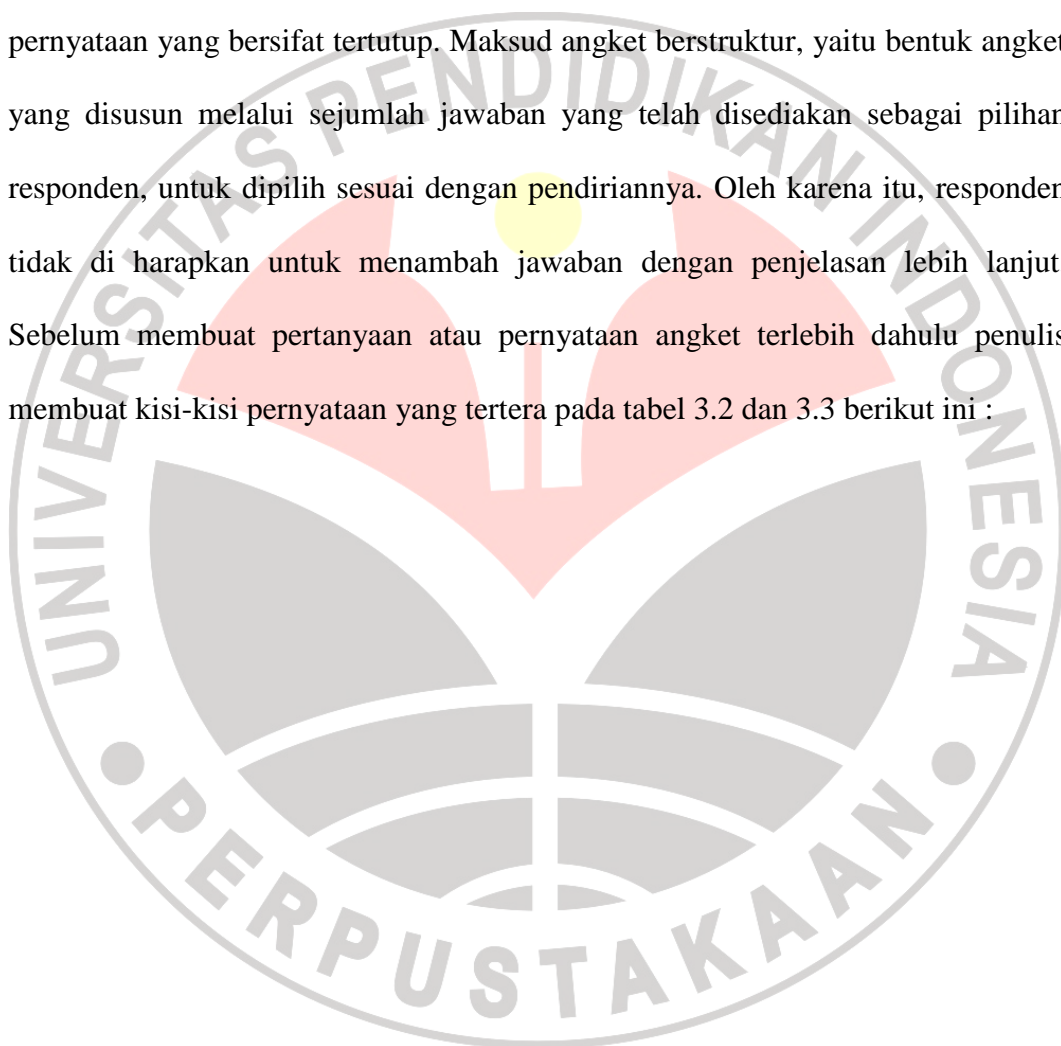 pernyataan yang bersifat tertutup. Maksud angket berstruktur, yaitu bentuk angket
yang disusun melalui sejumlah jawaban yang telah disediakan sebagai pilihan
responden, untuk dipilih sesuai dengan pendiriannya. Oleh karena itu, responden
tidak di harapkan untuk menambah jawaban dengan penjelasan lebih lanjut
Sebelum membuat pertanyaan atau pernyataan angket terlebih dahulu penulis
membuat kisi-kisi pernyataan yang tertera pada tabel 3.2 dan 3.3 berikut ini :
UNIVERSITAS PENDIDIKAN INDONESIA
PERPUSTAKAAN